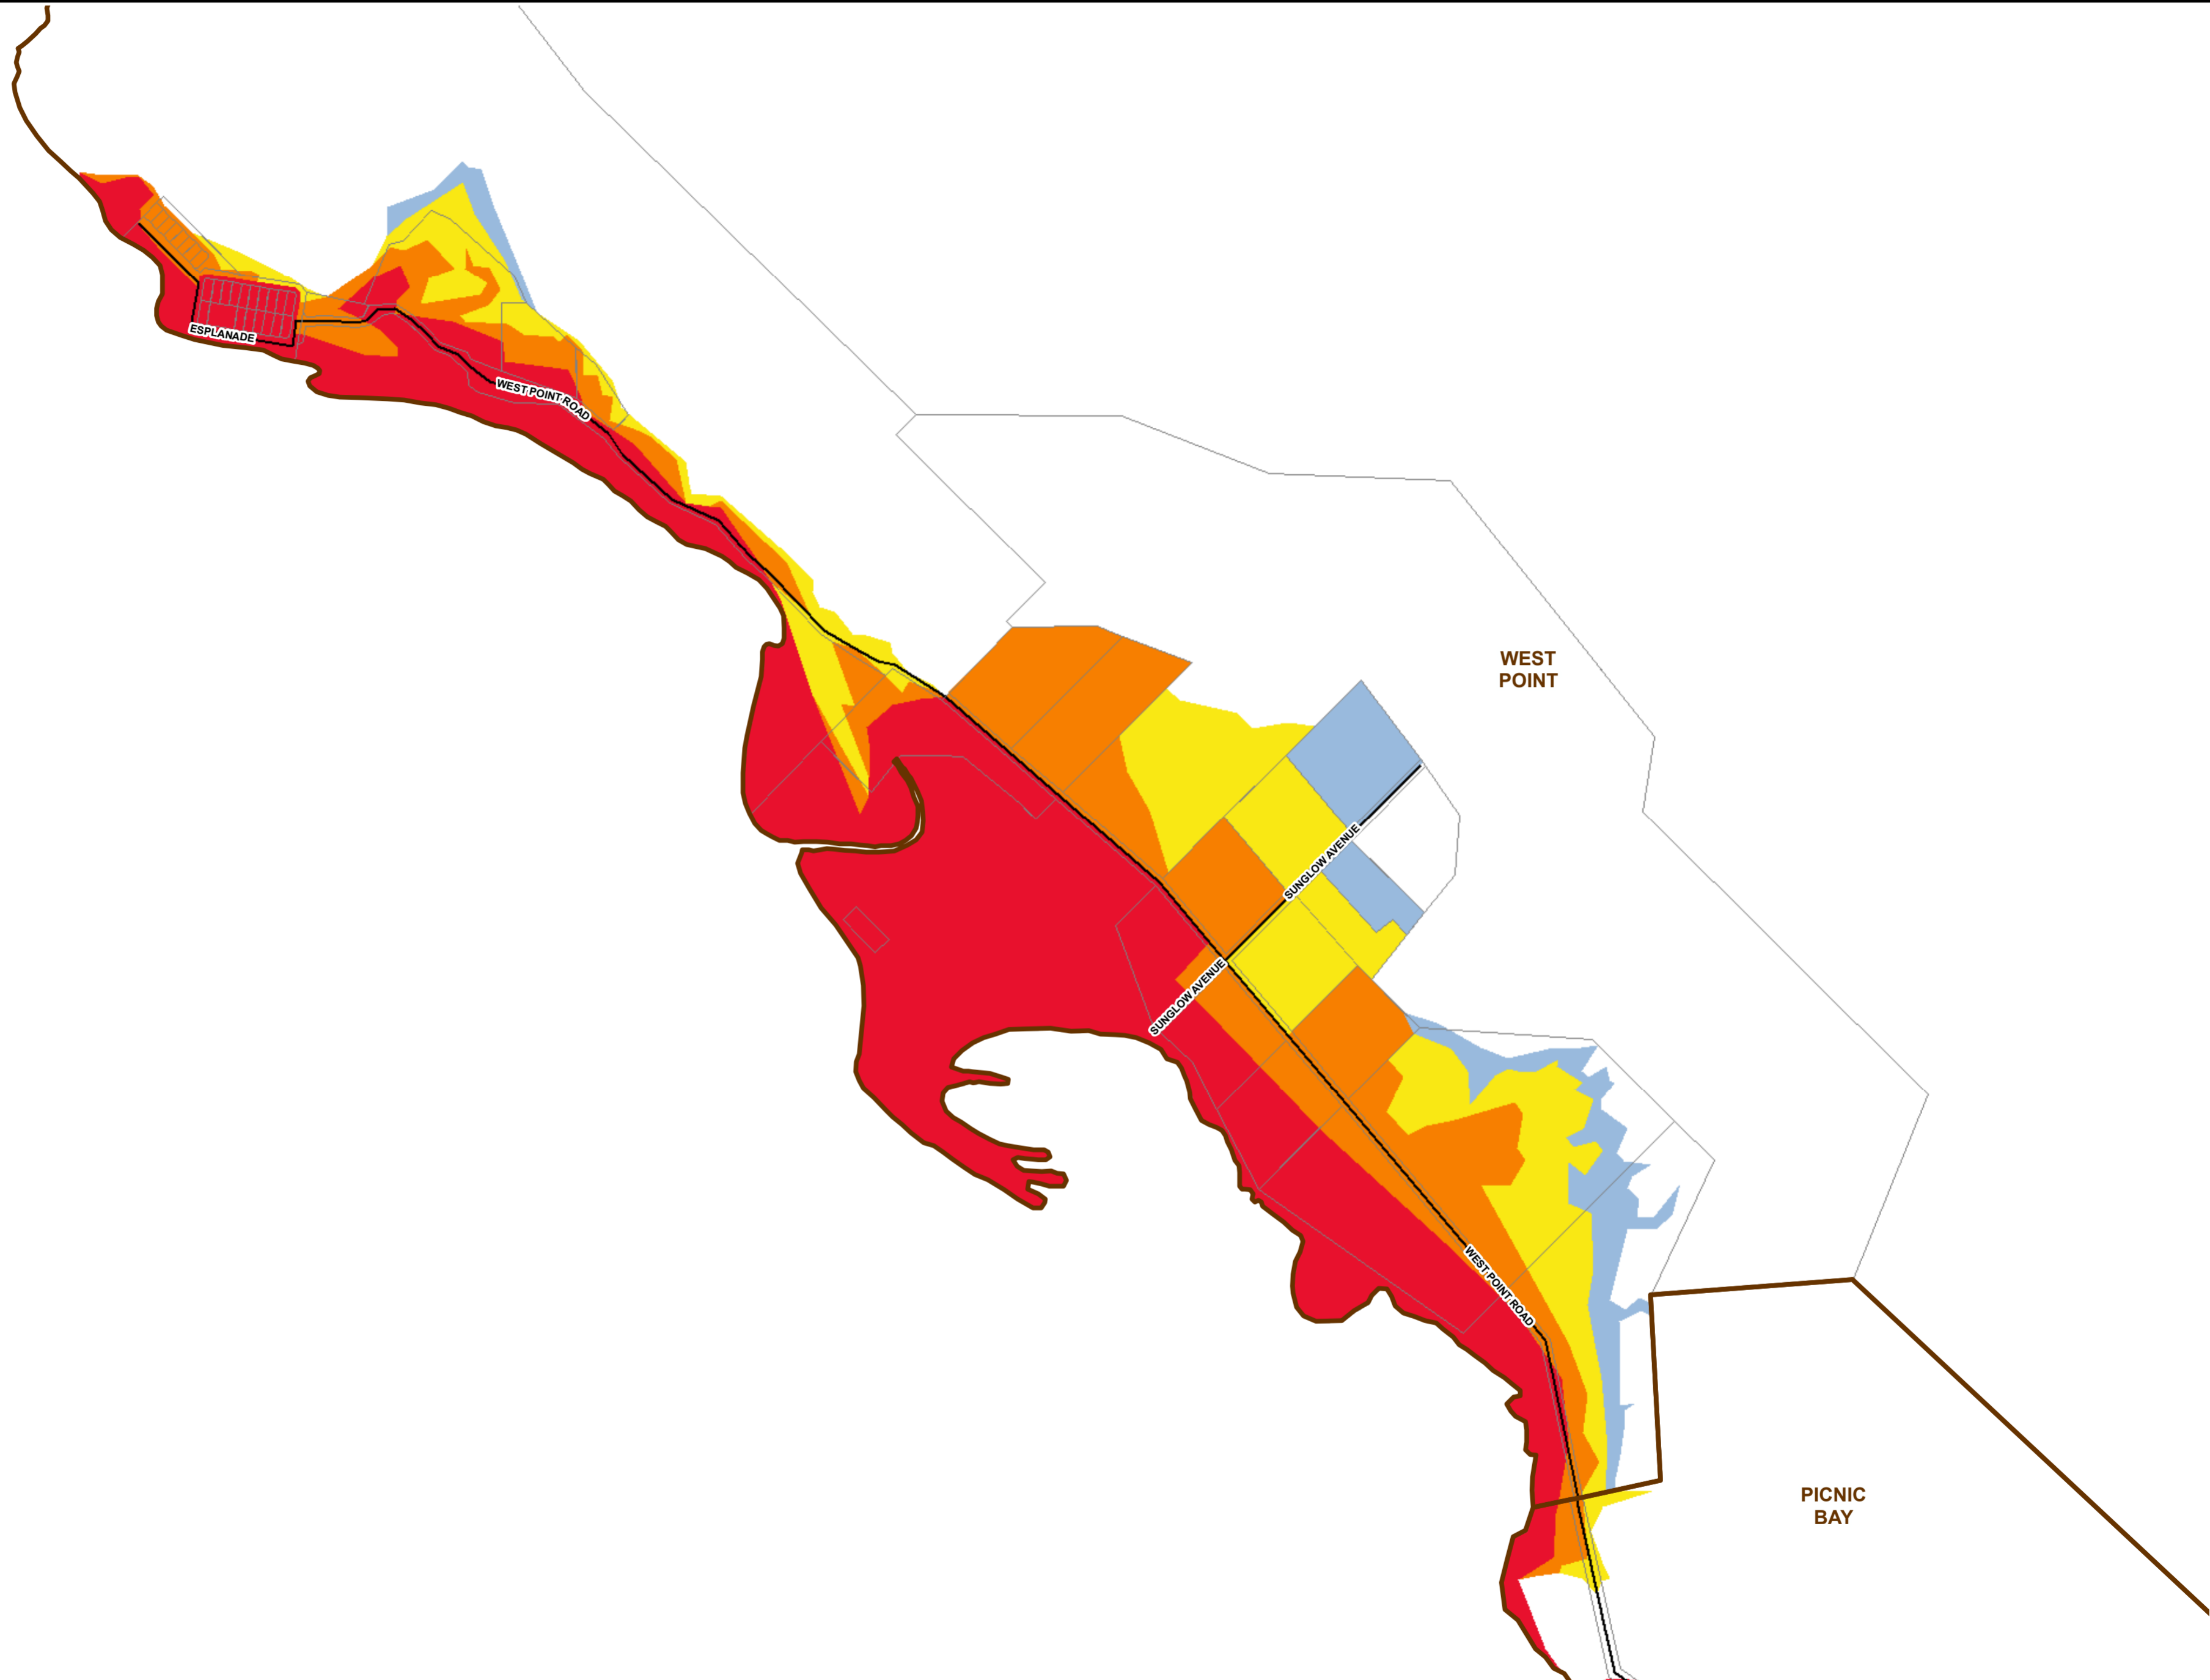 ESPLANADE
WEST POINT ROAD
WEST
POINT
SUNGLOW AVENUE
SUNGLOW AVENUE
WEST POINT ROAD
PICNIC
BAY